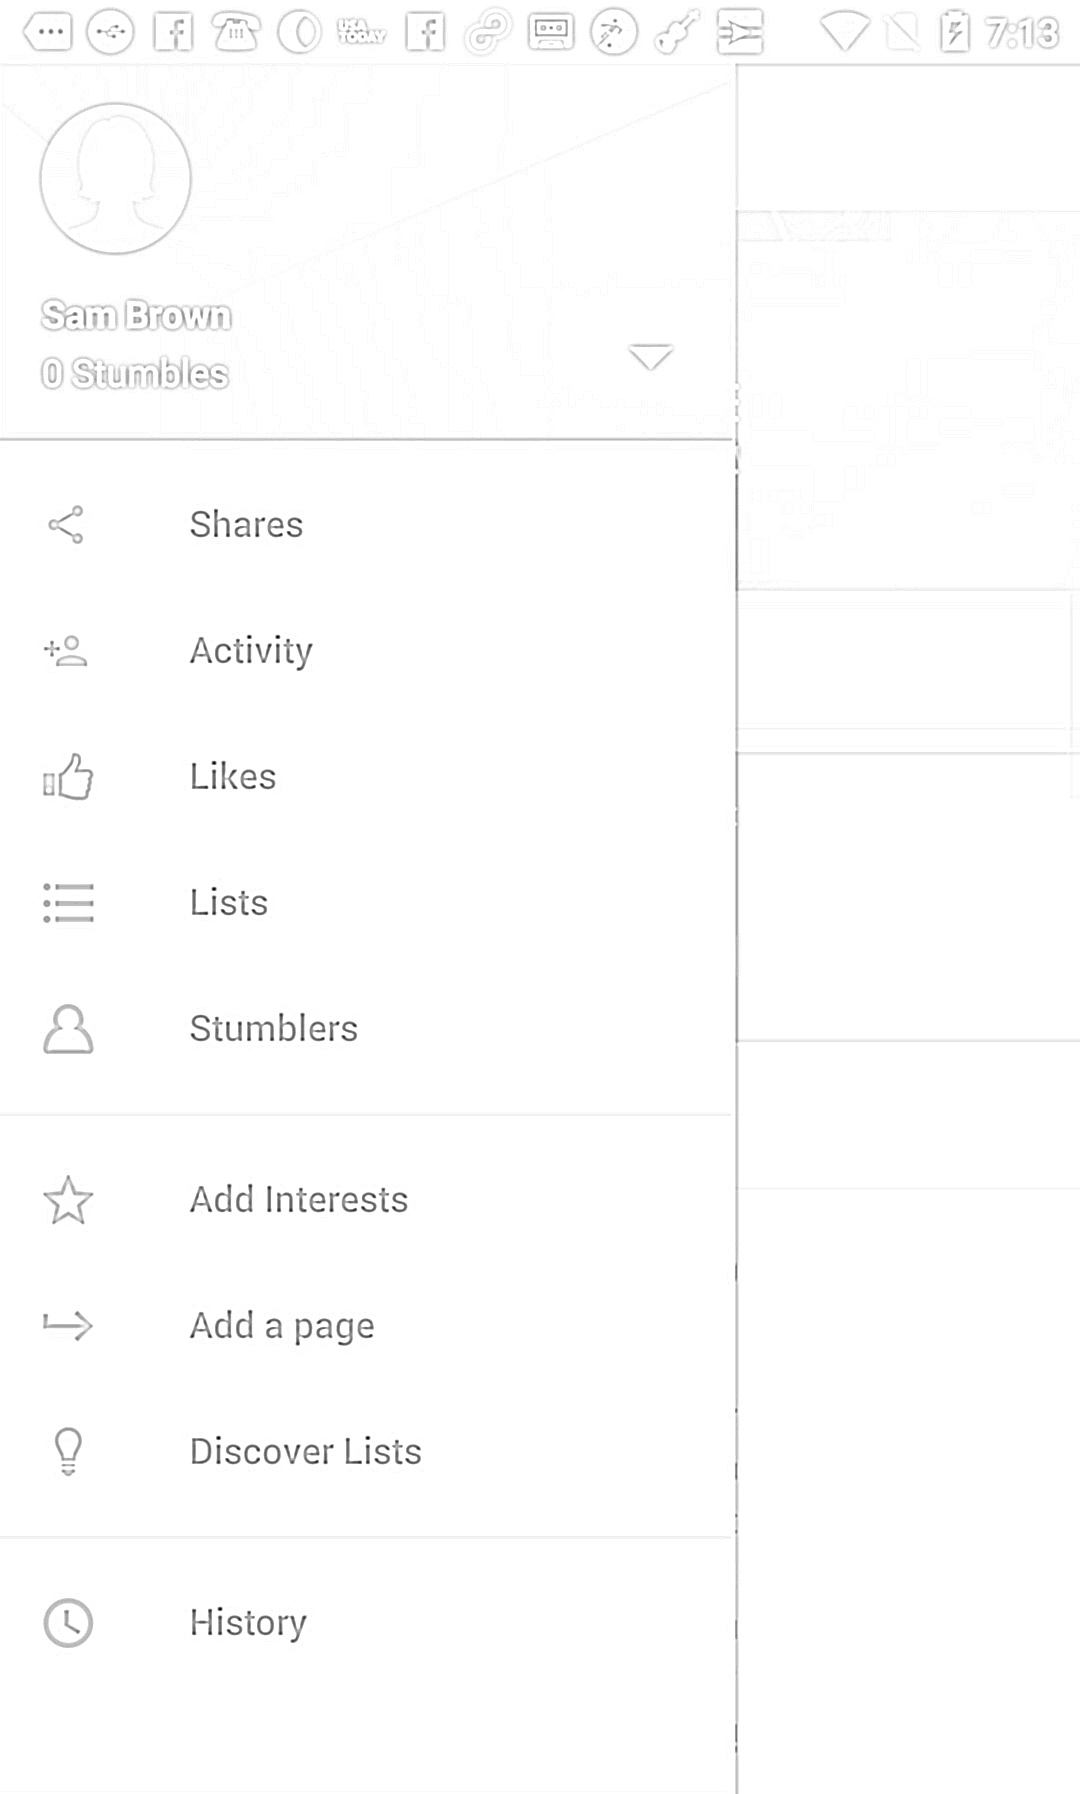 USA TODAY 7:13
Sam Brown
0 Stumbles
Shares
Activity
Likes
Lists
Stumblers
Add Interests
Add a page
Discover Lists
History